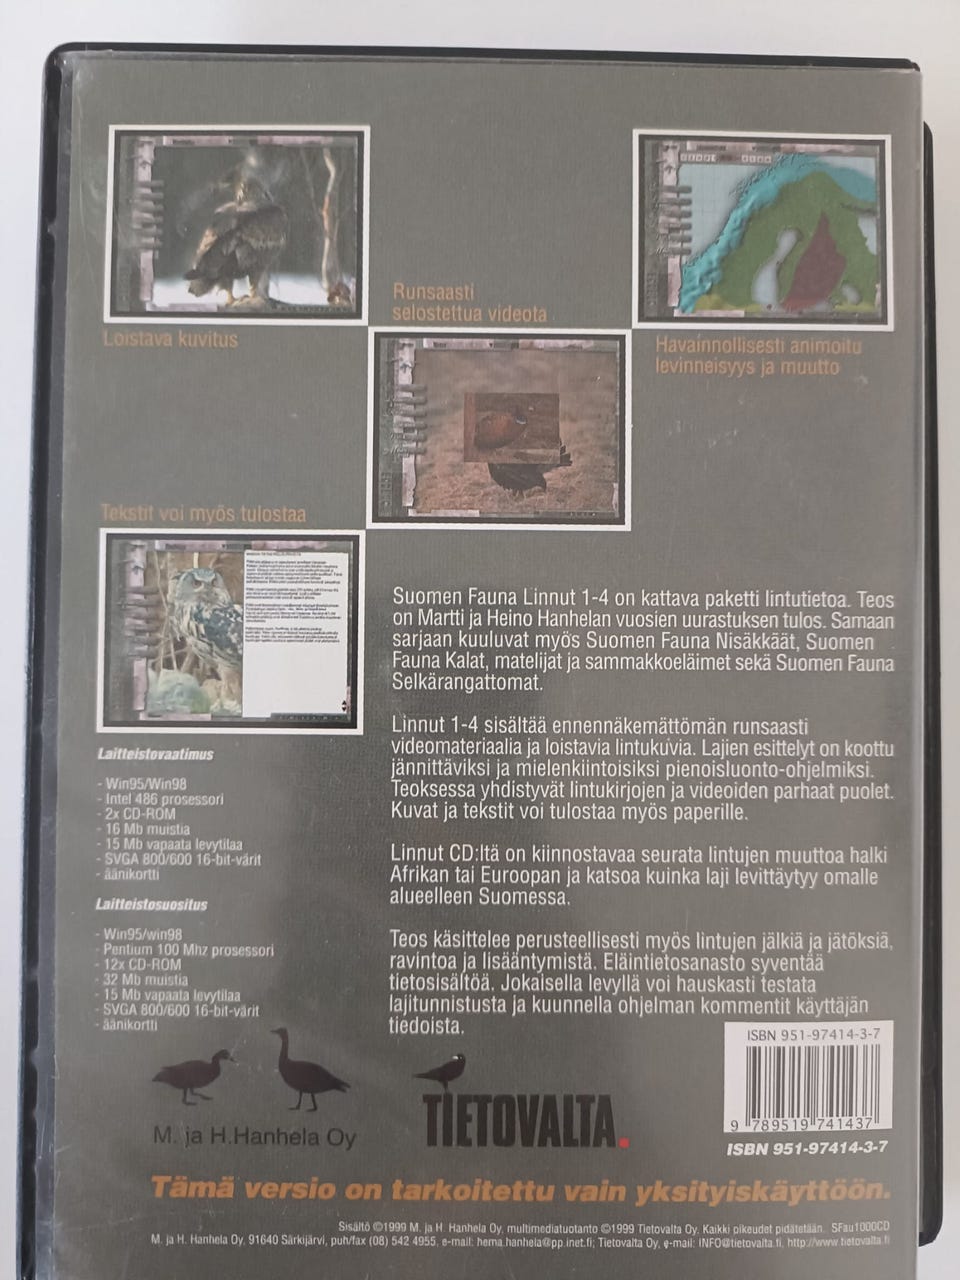 Loistava kuvitus
Runsaasti
selostettua videota
Havainnollisesti animoitu
levinneisyys ja muutto
Tekstit voi myös tulostaa
Suomen Fauna Linnut 1-4 on kattava paketti lintutietoa. Teos
on Martti ja Heino Hanhelan vuosien uurastuksen tulos. Samaan
sarjaan kuuluvat myös Suomen Fauna Nisäkkäät, Suomen
Fauna Kalat, matelijat ja sammakkoeläimet sekä Suomen Fauna
Selkärangattomat.
Linnut 1-4 sisältää ennennäkemättömän runsaasti
videomateriaalia ja loistavia lintukuvia. Lajien esittelyt on koottu
jännittäviksi ja mielenkiintoisiksi pienoisluonto-ohjelmiksi.
Teoksessa yhdistyvät lintukirjojen ja videoiden parhaat puolet.
Kuvat ja tekstit voi tulostaa myös paperille.
Linnut CD:ltä on kiinnostavaa seurata lintujen muuttoa halki
Afrikan tai Euroopan ja katsoa kuinka laji levittäytyy omalle
alueelleen Suomessa.
Teos käsittelee perusteellisesti myös lintujen jälkiä ja jätöksiä,
ravintoa ja lisääntymistä. Eläintietosanasto syventää
tietosisältöä. Jokaisella levyllä voi hauskasti testata
lajitunnistusta ja kuunnella ohjelman kommentit käyttäjän
tiedoista.
Laitteistovaatimus
- Win95/Win98
- Intel 486 prosessori
- 2x CD-ROM
- 16 Mb muistia
- 15 Mb vapaata levytilaa
- SVGA 800/600 16-bit-värit
- äänikortti
Laitteistosuositus
- Win95/win98
- Pentium 100 Mhz prosessori
- 12x CD-ROM
- 32 Mb muistia
- 15 Mb vapaata levytilaa
- SVGA 800/600 16-bit-värit
- äänikortti
M. ja H.Hanhela Oy
TIETOVALTA.
ISBN 951-97414-3-7
9 789519 741437
ISBN 951-97414-3-7
Tämä versio on tarkoitettu vain yksityiskäyttöön.
Sisältö ©1999 M. ja H. Hanhela Oy, multimediatuotanto ©1999 Tietovalta Oy. Kaikki oikeudet pidätetään. SFau1000CD
M. ja H. Hanhela Oy, 91640 Särkijärvi, puh/fax (08) 542 4955, e-mail: hema.hanhela@pp.inet.fi; Tietovalta Oy, e-mail: INFO@tietovalta.fi, http://www.tietovalta.fi